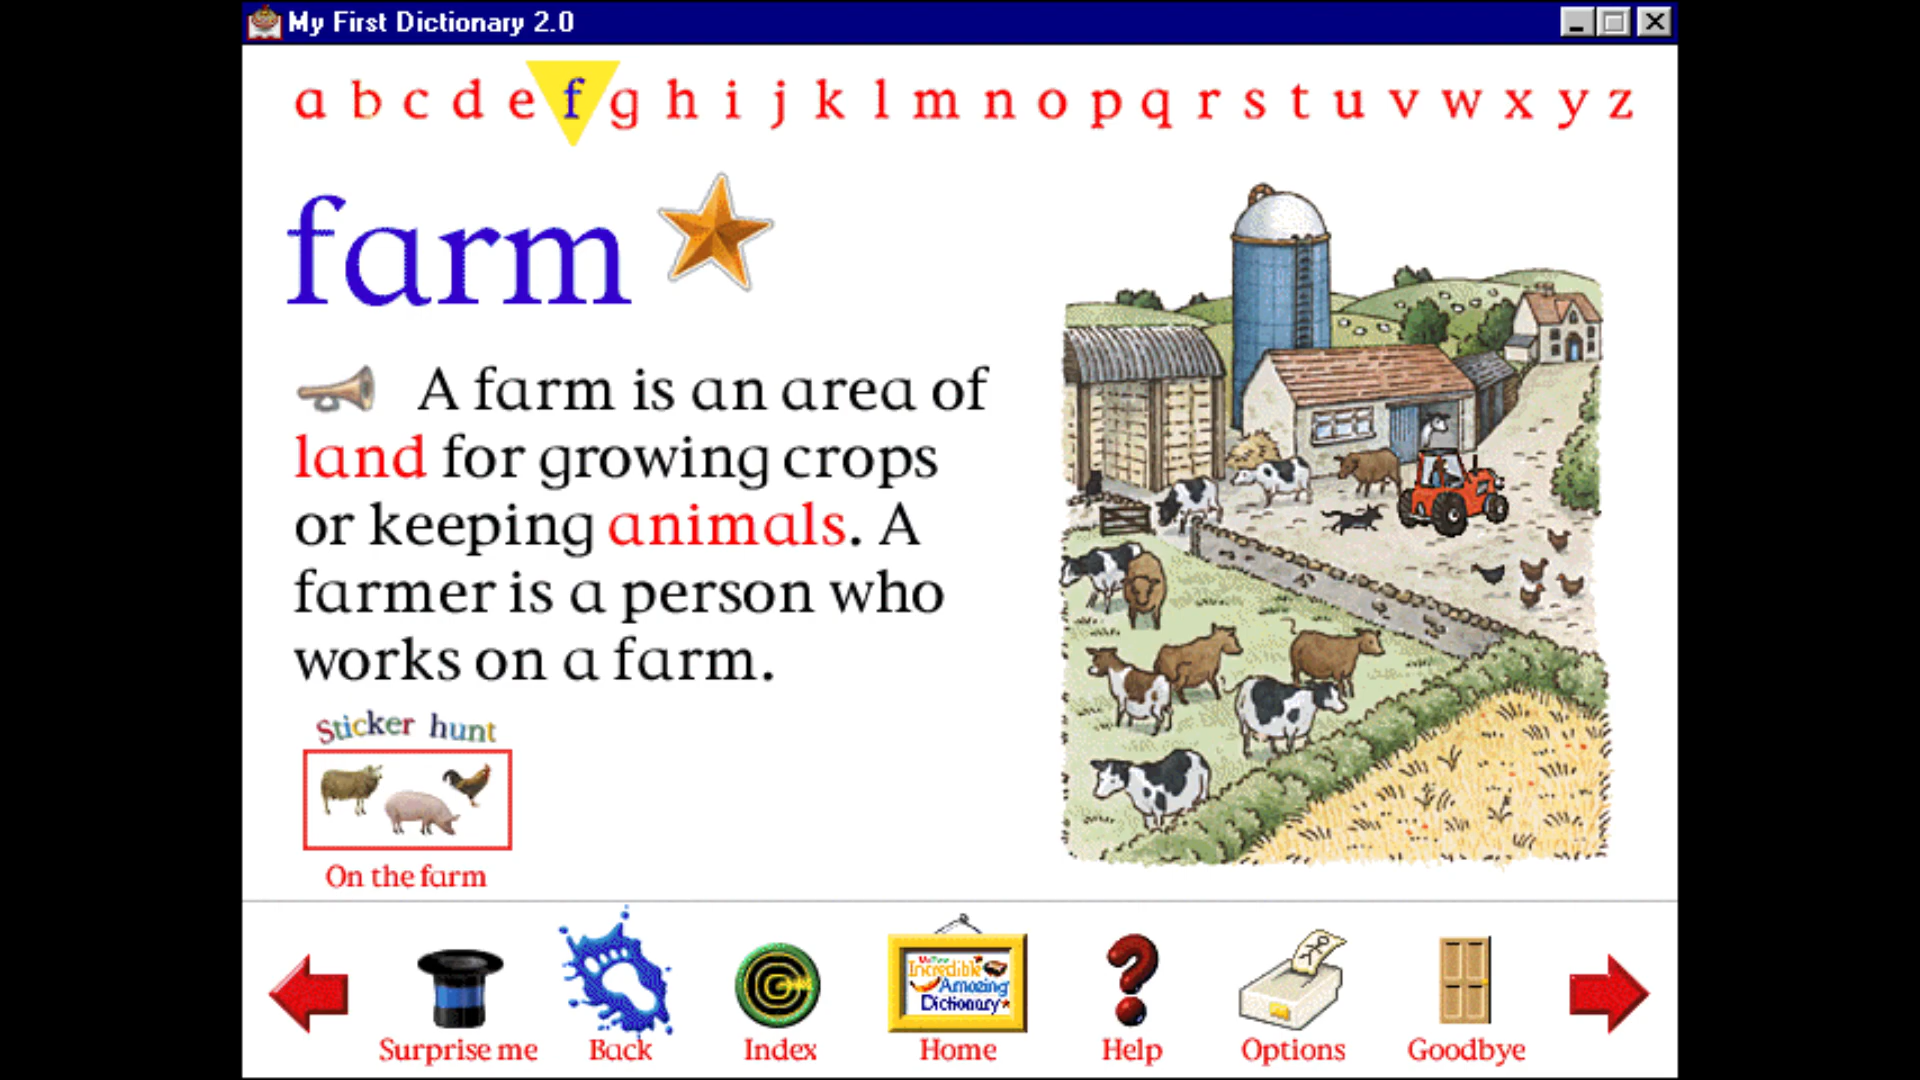 My First Dictionary 2.0
a b c d e f g h i j k l m n o p q r s t u v w x y z
farm
A farm is an area of
land for growing crops
or keeping animals. A
farmer is a person who
works on a farm.
Sticker hunt
On the farm
My First
Incredible
Amazing
Dictionary
Surprise me
Back
Index
Home
Help
Options
Goodbye